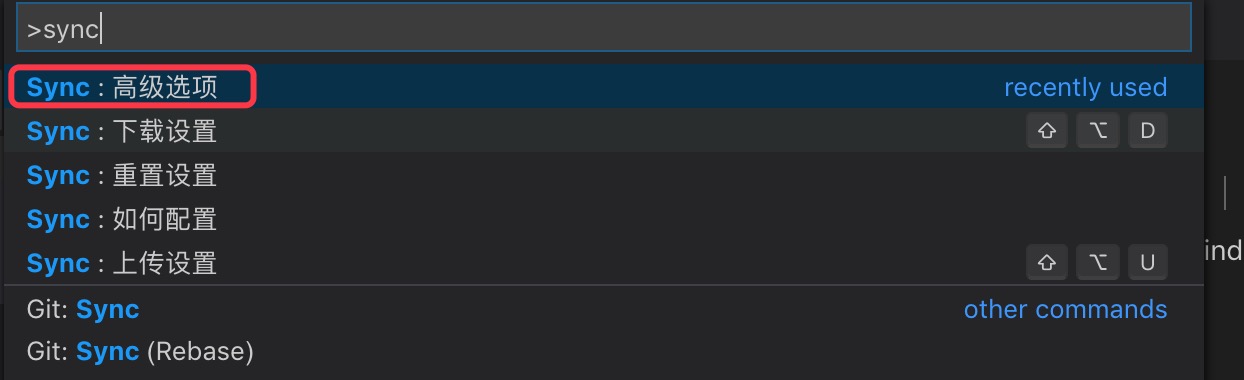 >sync
Sync : 高级选项 recently used
Sync : 下载设置 ⇧ ⌥ D
Sync : 重置设置
Sync : 如何配置
Sync : 上传设置 ⇧ ⌥ U
ind
Git: Sync other commands
Git: Sync (Rebase)